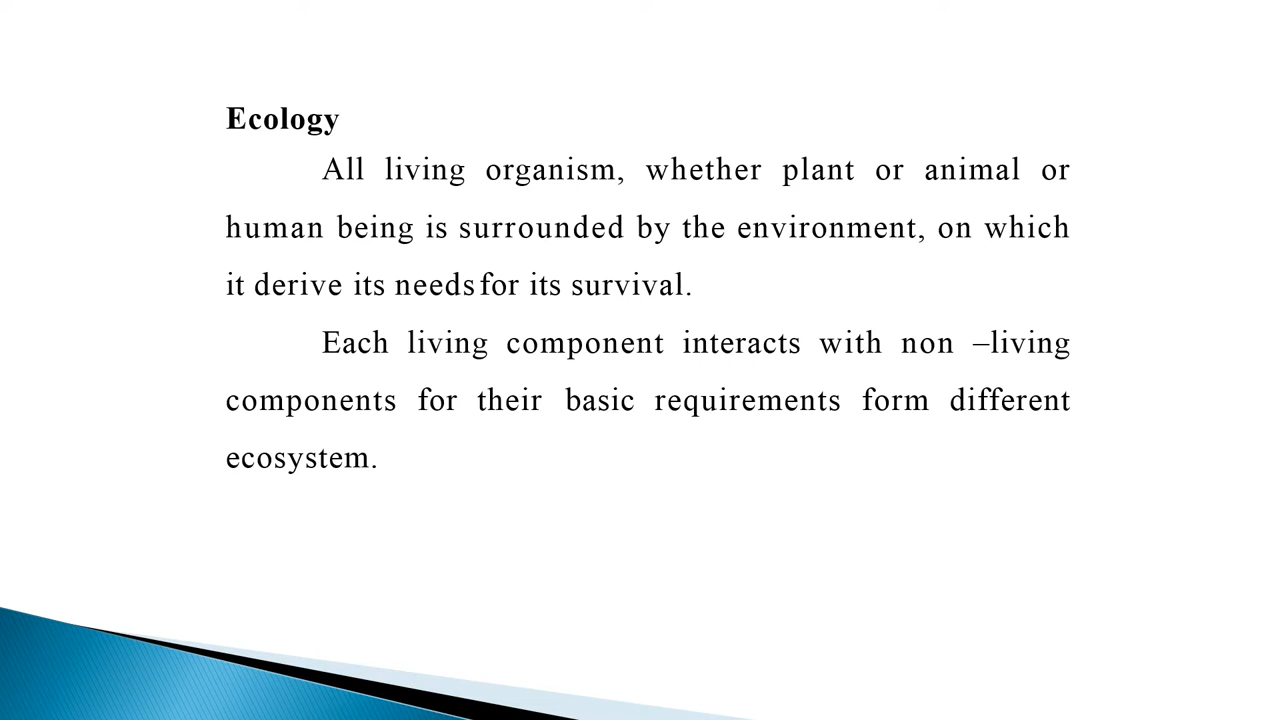 Ecology
All living organism, whether plant or animal or
human being is surrounded by the environment, on which
it derive its needs for its survival.
Each living component interacts with non –living
components for their basic requirements form different
ecosystem.